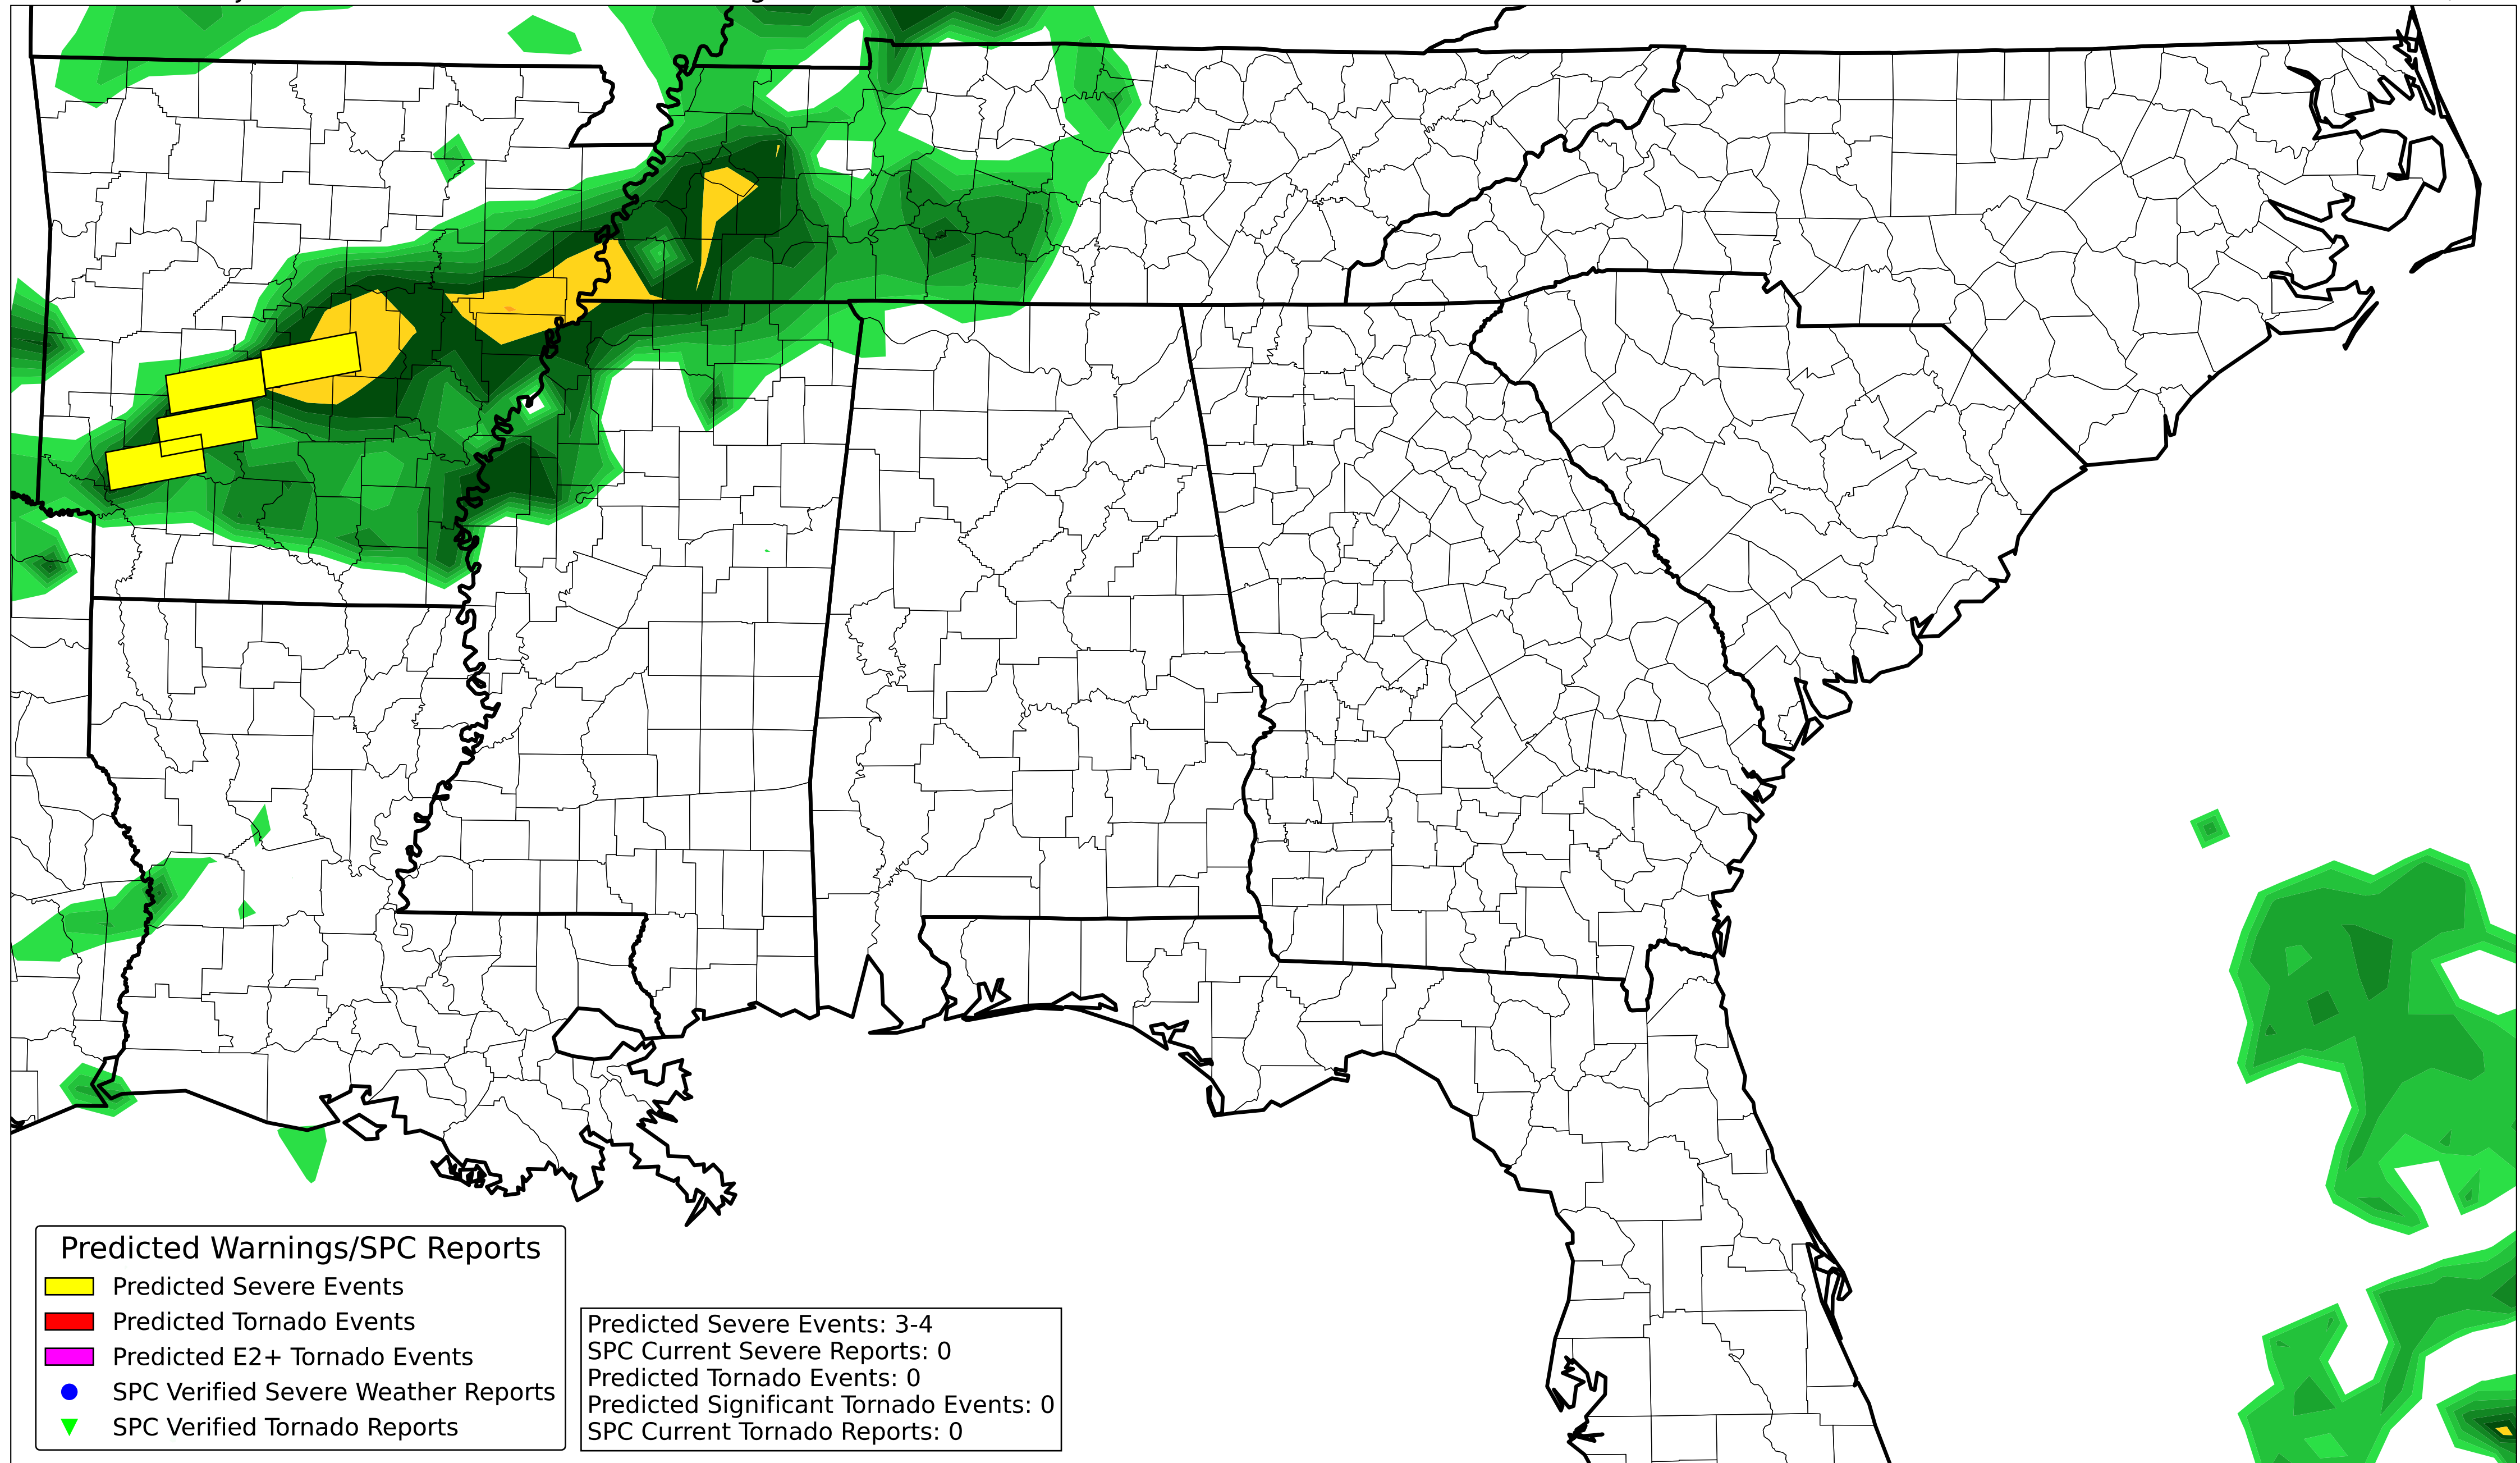 Predicted Warnings/SPC Reports
Predicted Severe Events
Predicted Tornado Events
Predicted E2+ Tornado Events
SPC Verified Severe Weather Reports
SPC Verified Tornado Reports
Predicted Severe Events: 3-4
SPC Current Severe Reports: 0
Predicted Tornado Events: 0
Predicted Significant Tornado Events: 0
SPC Current Tornado Reports: 0